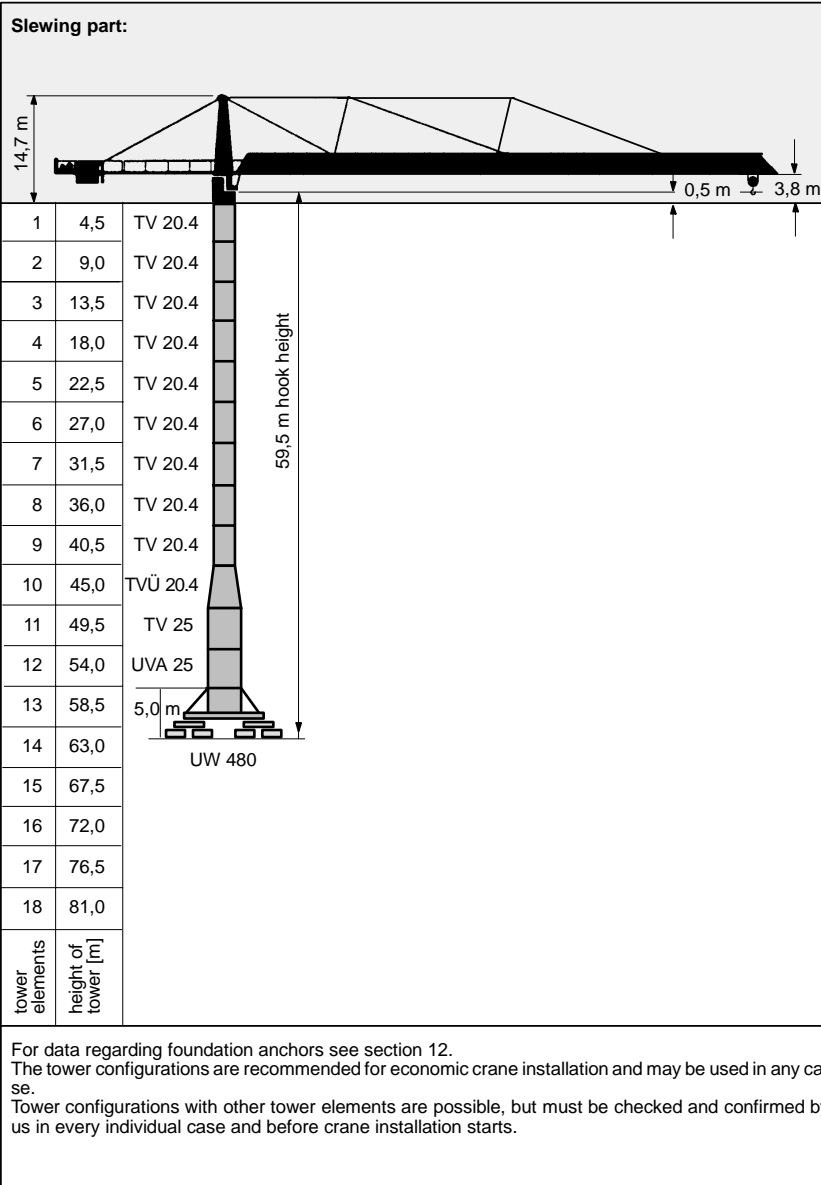 Slewing part:
14,7 m
0,5 m
3,8 m
1 4,5 TV 20.4
2 9,0 TV 20.4
3 13,5 TV 20.4
4 18,0 TV 20.4
5 22,5 TV 20.4
6 27,0 TV 20.4
7 31,5 TV 20.4
8 36,0 TV 20.4
9 40,5 TV 20.4
10 45,0 TVÜ 20.4
11 49,5 TV 25
12 54,0 UVA 25
13 58,5 5,0 m
14 63,0
15 67,5
16 72,0
17 76,5
18 81,0
59,5 m hook height
UW 480
tower
elements
height of
tower [m]
For data regarding foundation anchors see section 12.
The tower configurations are recommended for economic crane installation and may be used in any ca
se.
Tower configurations with other tower elements are possible, but must be checked and confirmed by
us in every individual case and before crane installation starts.